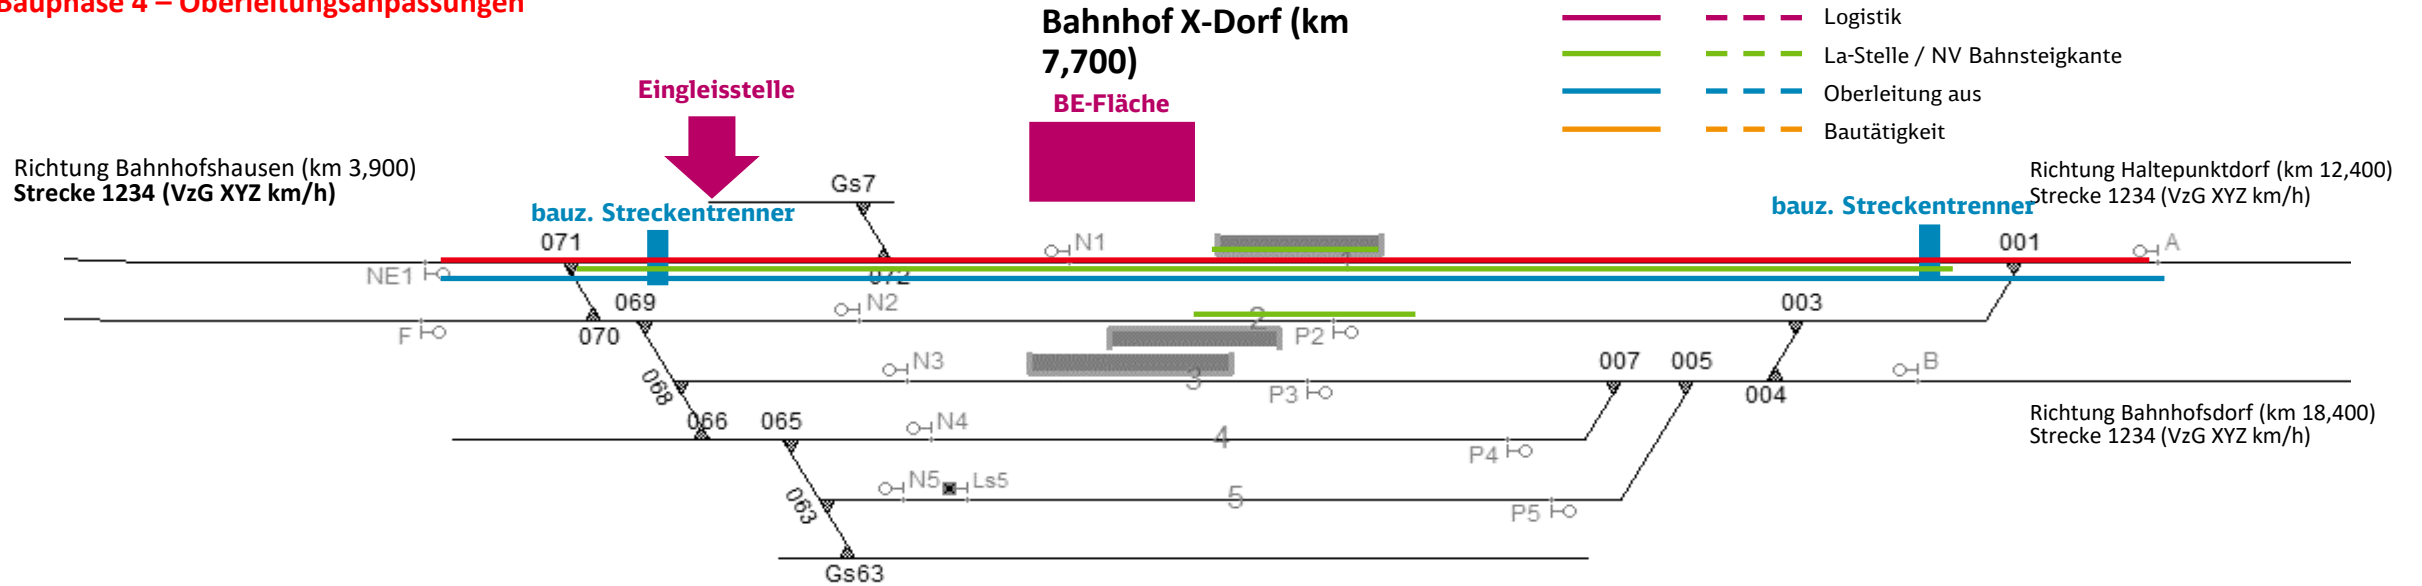 Bauphase 4 – Oberleitungsanpassungen
Bahnhof X-Dorf (km
7,700)
Logistik
La-Stelle / NV Bahnsteigkante
Oberleitung aus
Bautätigkeit
Eingleisstelle
BE-Fläche
Richtung Bahnhofshausen (km 3,900)
Strecke 1234 (VzG XYZ km/h)
Richtung Haltepunktdorf (km 12,400)
Strecke 1234 (VzG XYZ km/h)
Gs7
bauz. Streckentrenner
bauz. Streckentrenner
071
N1
001
A
NE1
072
1
069
N2
003
F
070
2
P2
007
005
B
N3
068
3
P3
004
Richtung Bahnhofsdorf (km 18,400)
Strecke 1234 (VzG XYZ km/h)
066
065
N4
4
P4
N5
Ls5
063
5
P5
Gs63